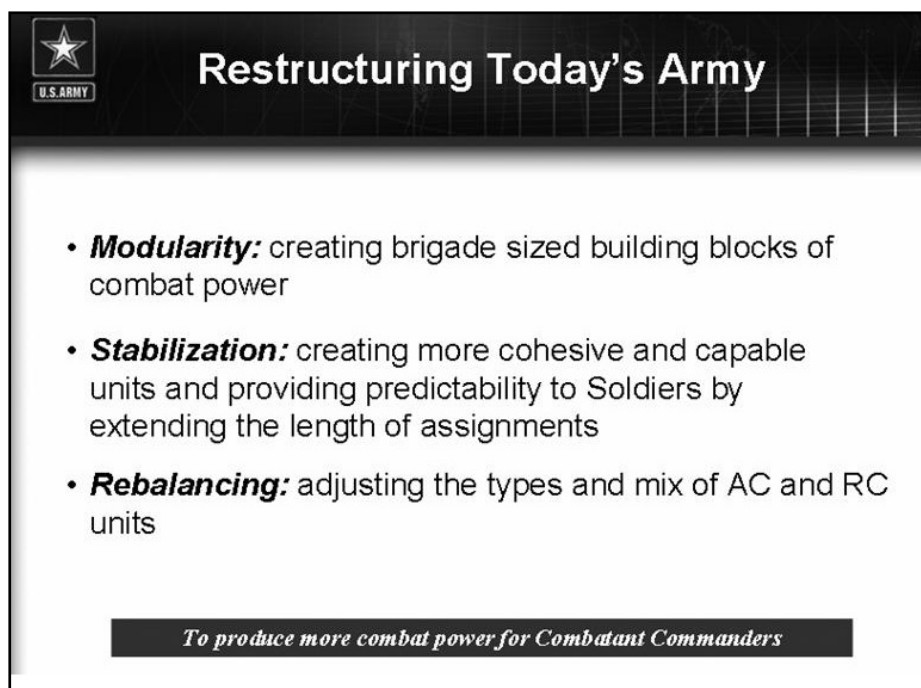 U.S.ARMY
Restructuring Today's Army
• Modularity: creating brigade sized building blocks of
combat power
• Stabilization: creating more cohesive and capable
units and providing predictability to Soldiers by
extending the length of assignments
• Rebalancing: adjusting the types and mix of AC and RC
units
To produce more combat power for Combatant Commanders